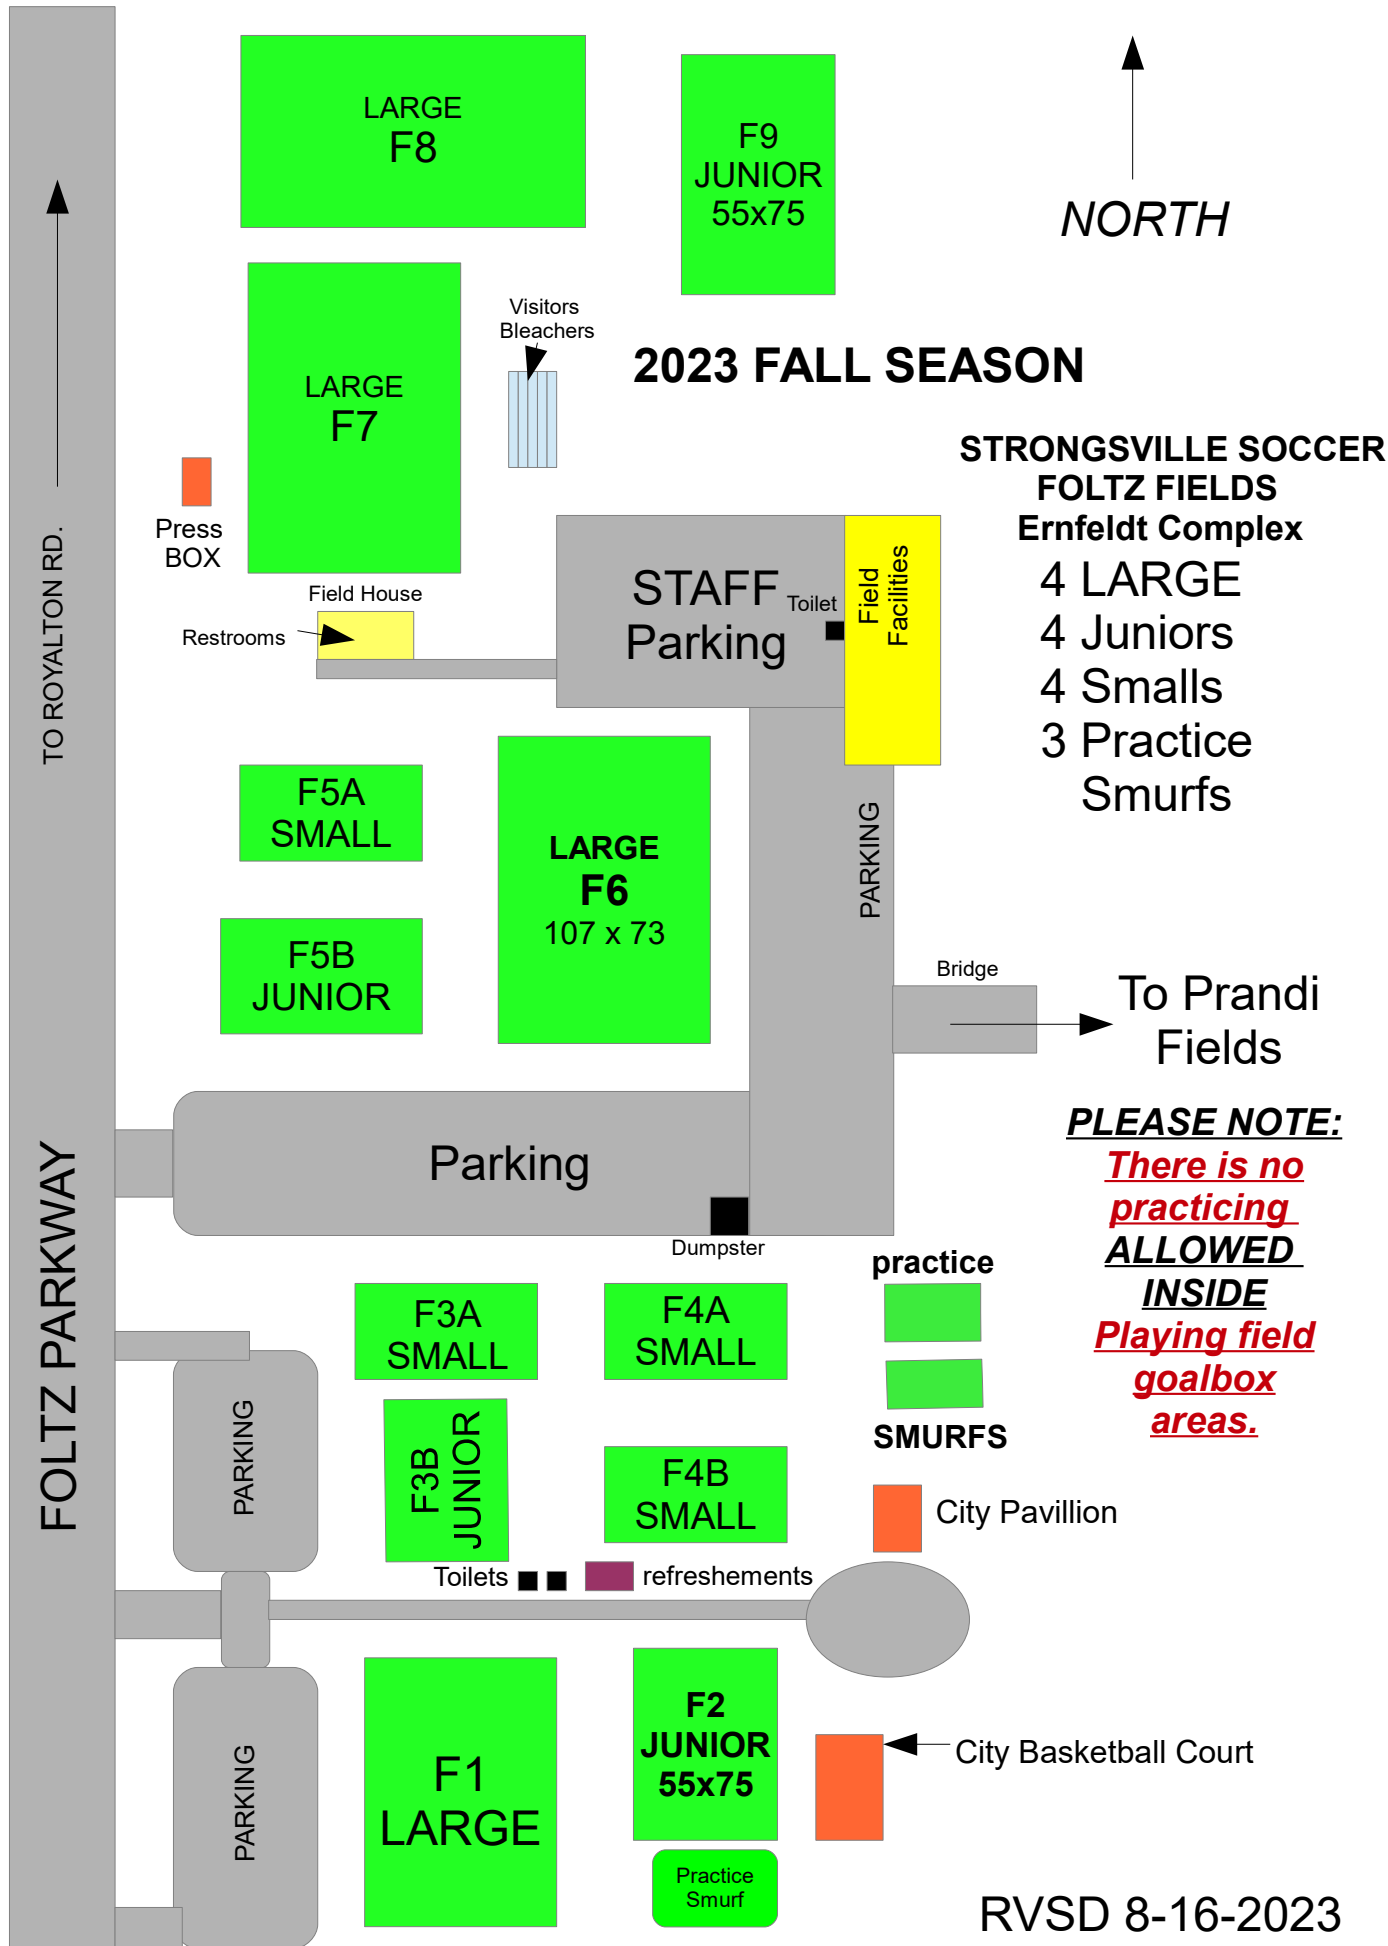 LARGE
F8
F9
JUNIOR
55x75
NORTH
Visitors
Bleachers
2023 FALL SEASON
LARGE
F7
STRONGSVILLE SOCCER
FOLTZ FIELDS
Ernfeldt Complex
4 LARGE
4 Juniors
4 Smalls
3 Practice
Smurfs
Press
BOX
TO ROYALTON RD.
Field House
Restrooms
STAFF
Parking
Toilet
Field
Facilities
F5A
SMALL
LARGE
F6
107 x 73
PARKING
F5B
JUNIOR
Bridge
To Prandi
Fields
Parking
Dumpster
PLEASE NOTE:
There is no
practicing
ALLOWED
INSIDE
Playing field
goalbox
areas.
FOLTZ PARKWAY
practice
SMURFS
F3A
SMALL
F4A
SMALL
PARKING
F3B
JUNIOR
F4B
SMALL
City Pavillion
Toilets
refreshements
F1
LARGE
F2
JUNIOR
55x75
City Basketball Court
PARKING
Practice
Smurf
RVSD 8-16-2023